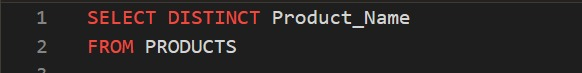 1 SELECT DISTINCT Product_Name
2 FROM PRODUCTS